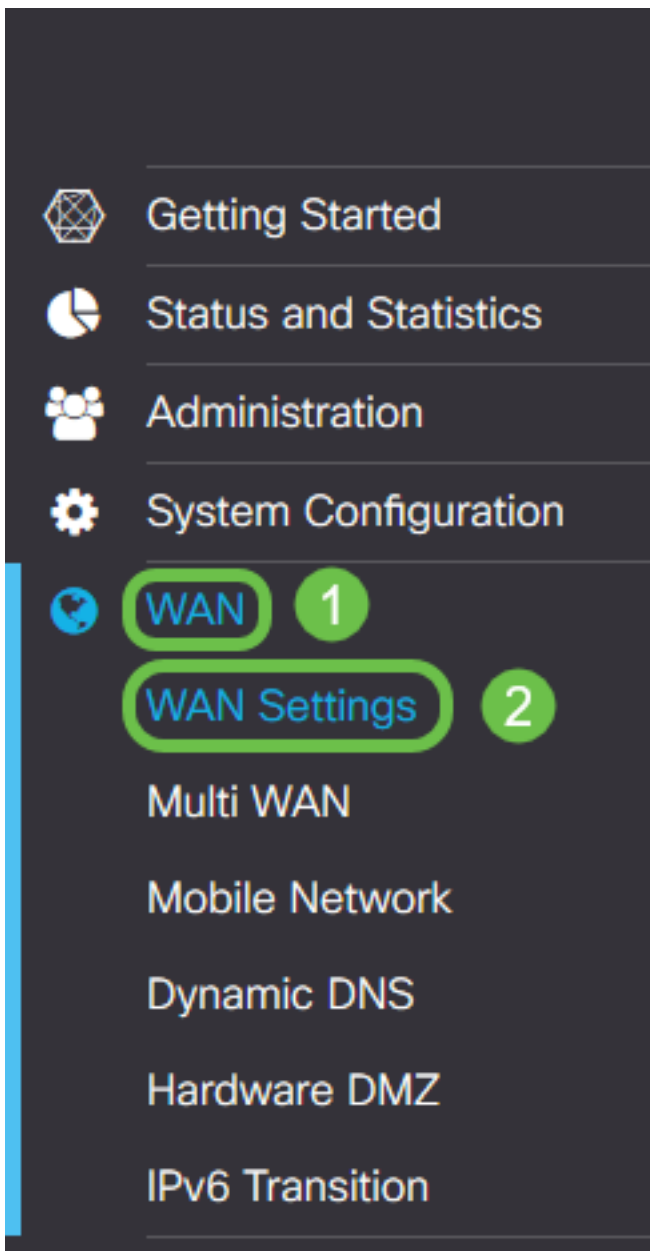 Getting Started
Status and Statistics
Administration
System Configuration
WAN 1
WAN Settings 2
Multi WAN
Mobile Network
Dynamic DNS
Hardware DMZ
IPv6 Transition